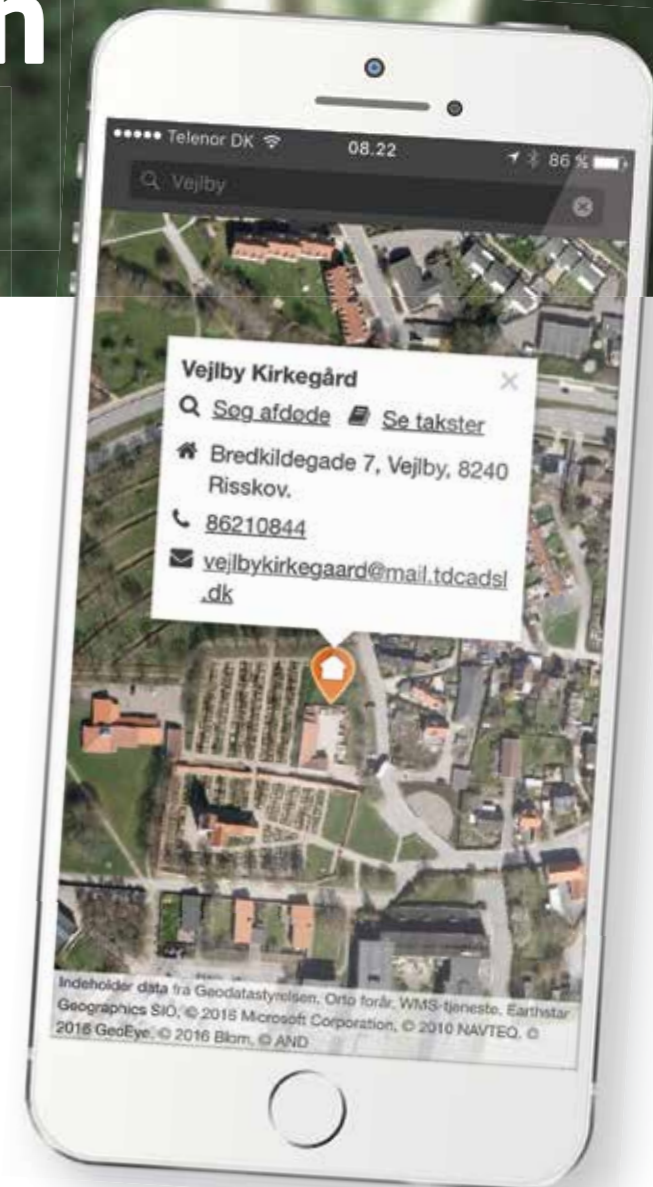 n
Telenor DK 08.22 86 %
Vejlby
Vejlby Kirkegård
Søg afdøde Se takster
Bredkildegade 7, Vejlby, 8240
Risskov.
86210844
vejlbykirkegaard@mail.tdcadsl
.dk
Indeholder data fra Geodatastyrelsen, Orto forår, WMS-tjeneste, Earthstar
Geographics SIO, © 2016 Microsoft Corporation, © 2010 NAVTEQ, ©
2016 GeoEye, © 2016 Blom, © AND